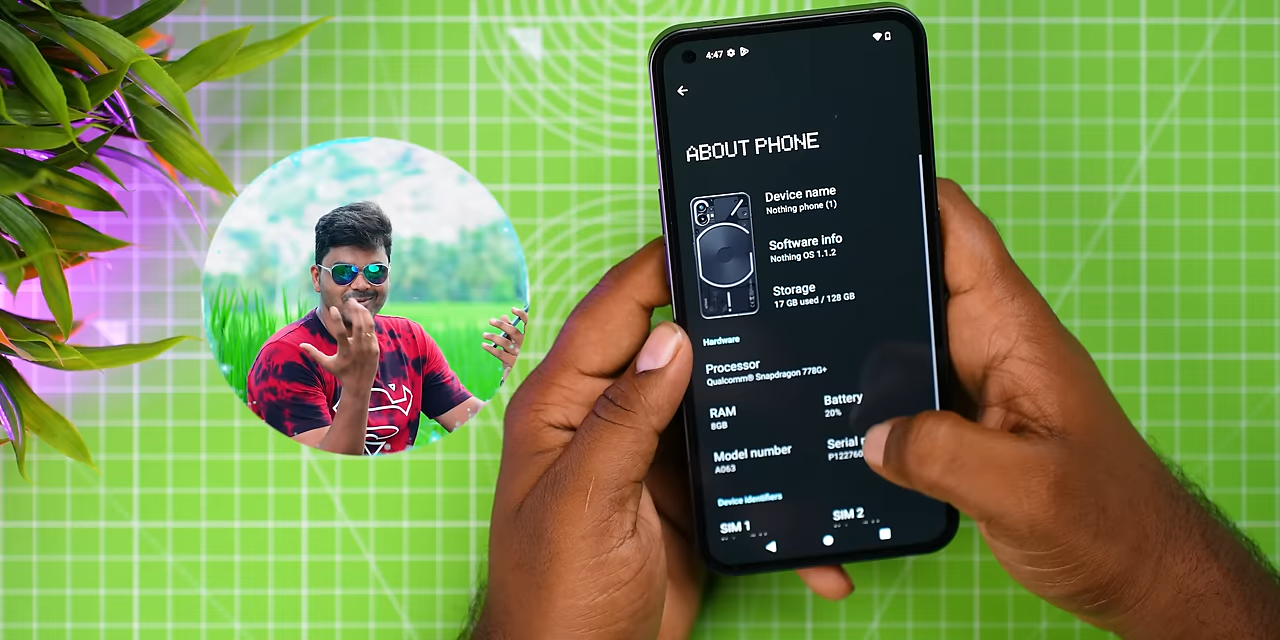 4:47
ABOUT PHONE
Device name
Nothing phone (1)
Software info
Nothing OS 1.1.2
Storage
17 GB used / 128 GB
Hardware
Processor
Qualcomm® Snapdragon 778G+
RAM
8GB
Battery
20%
Model number
A063
Serial
P122760
Device identifiers
SIM 1
SIM 2